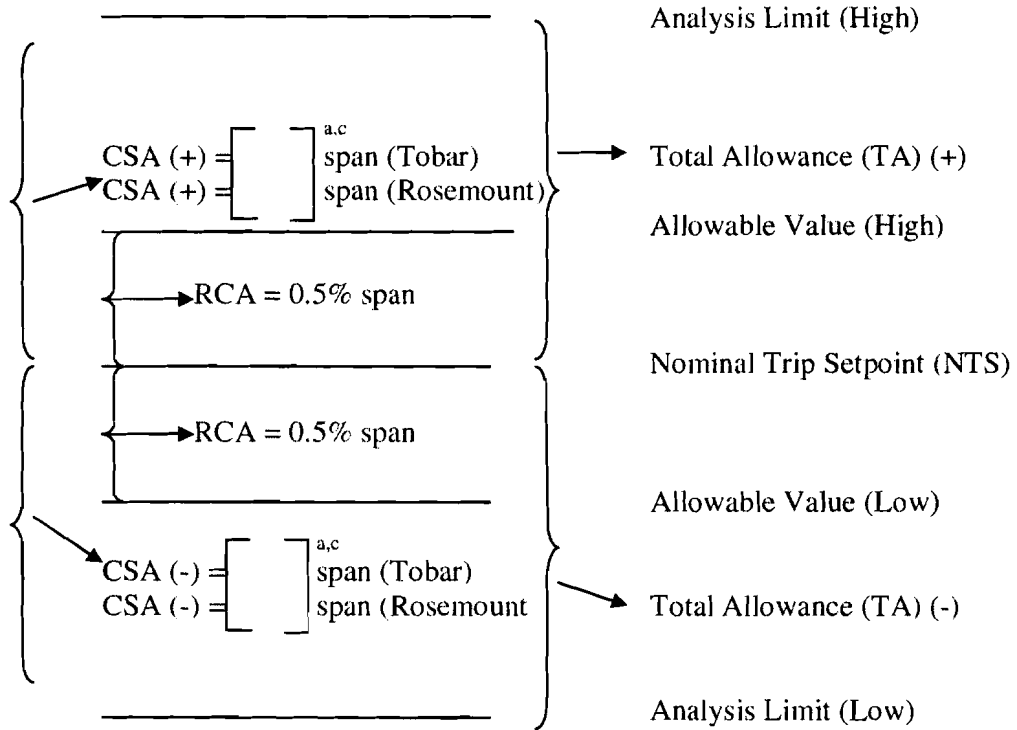 Analysis Limit (High)
a,c
CSA (+) = span (Tobar)
CSA (+) = span (Rosemount)
Total Allowance (TA) (+)
Allowable Value (High)
RCA = 0.5% span
Nominal Trip Setpoint (NTS)
RCA = 0.5% span
Allowable Value (Low)
a,c
CSA (-) = span (Tobar)
CSA (-) = span (Rosemount
Total Allowance (TA) (-)
Analysis Limit (Low)